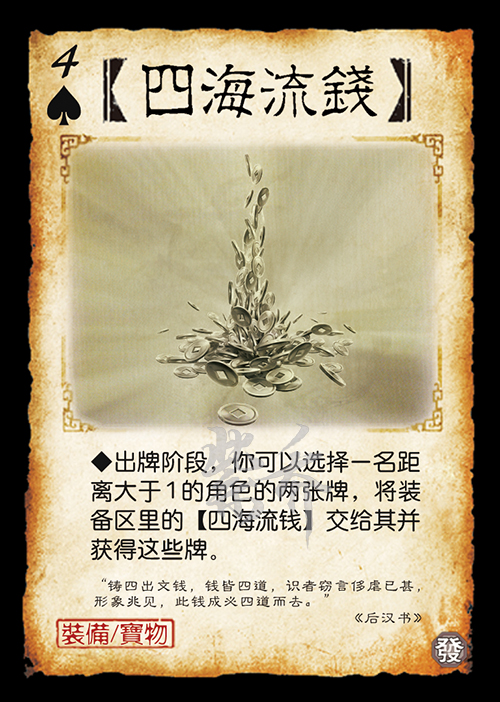 4
【四海流錢】
◆出牌阶段，你可以选择一名距
离大于1的角色的两张牌，将装
备区里的【四海流钱】交给其并
获得这些牌。
“铸四出文钱，钱皆四道，识者窃言侈虐已甚，
形象兆见，此钱成必四道而去。”
《后汉书》
裝備/寶物
發